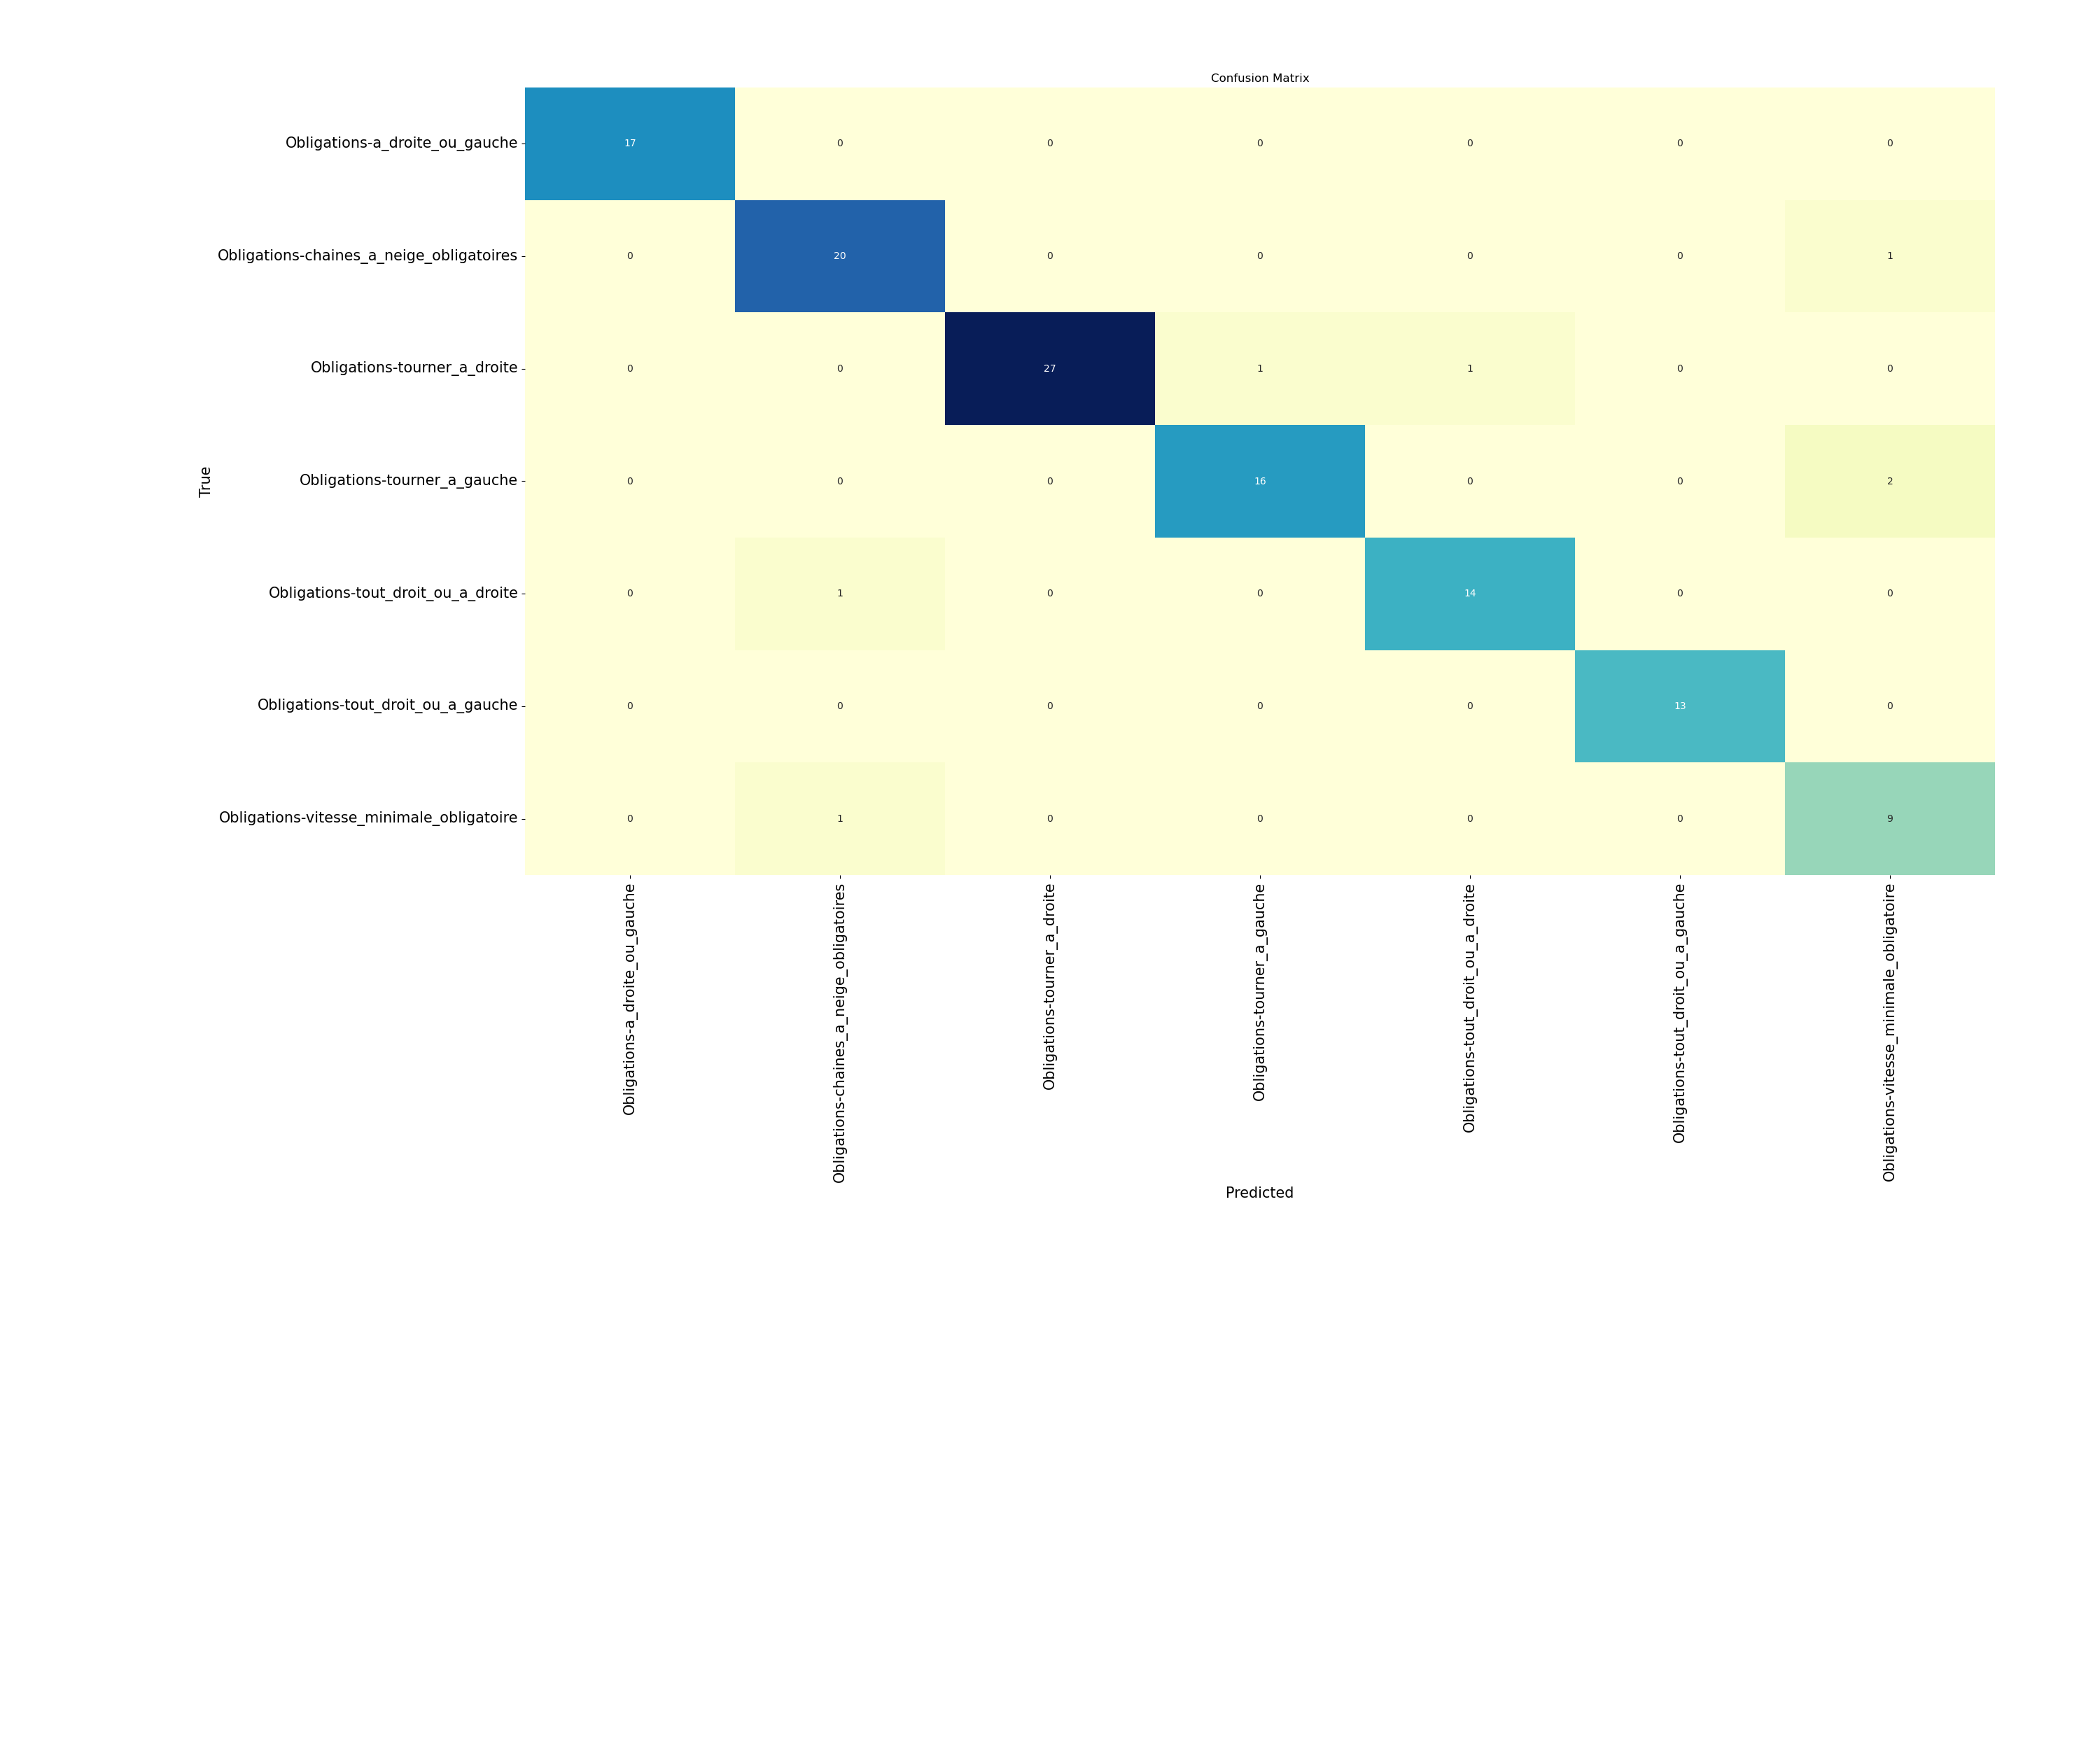 Confusion Matrix
Obligations-a_droite_ou_gauche 17 0 0 0 0 0 0
Obligations-chaines_a_neige_obligatoires 0 20 0 0 0 0 1
Obligations-tourner_a_droite 0 0 27 1 1 0 0
True
Obligations-tourner_a_gauche 0 0 0 16 0 0 2
Obligations-tout_droit_ou_a_droite 0 1 0 0 14 0 0
Obligations-tout_droit_ou_a_gauche 0 0 0 0 0 13 0
Obligations-vitesse_minimale_obligatoire 0 1 0 0 0 0 9
Obligations-a_droite_ou_gauche
Obligations-chaines_a_neige_obligatoires
Obligations-tourner_a_droite
Obligations-tourner_a_gauche
Obligations-tout_droit_ou_a_droite
Obligations-tout_droit_ou_a_gauche
Obligations-vitesse_minimale_obligatoire
Predicted